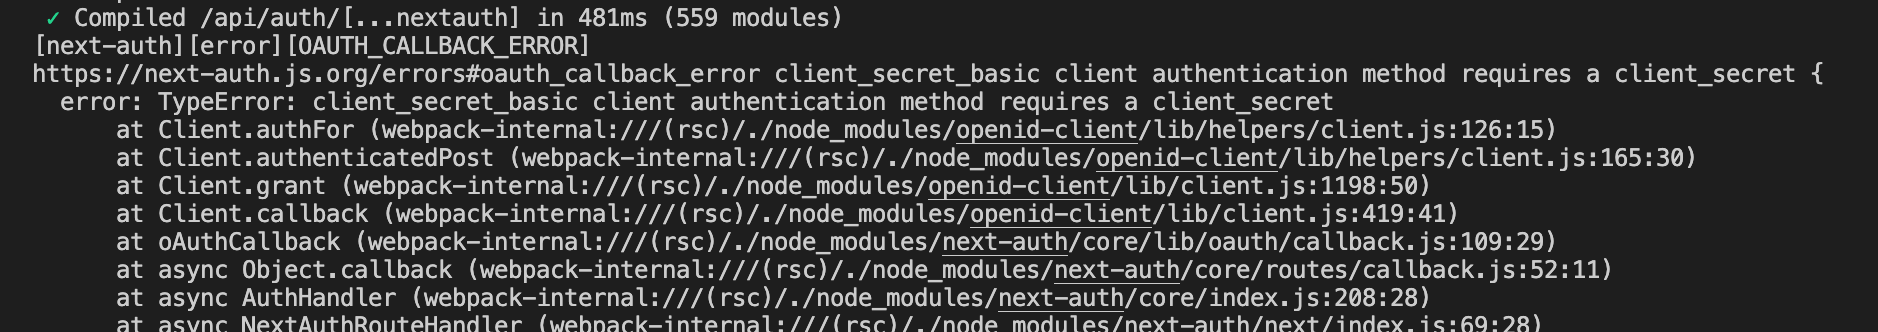 ✓ Compiled /api/auth/[...nextauth] in 481ms (559 modules)
[next-auth][error][OAUTH_CALLBACK_ERROR]
https://next-auth.js.org/errors#oauth_callback_error client_secret_basic client authentication method requires a client_secret {
error: TypeError: client_secret_basic client authentication method requires a client_secret
at Client.authFor (webpack-internal:///(rsc)/./node_modules/openid-client/lib/helpers/client.js:126:15)
at Client.authenticatedPost (webpack-internal:///(rsc)/./node_modules/openid-client/lib/helpers/client.js:165:30)
at Client.grant (webpack-internal:///(rsc)/./node_modules/openid-client/lib/client.js:1198:50)
at Client.callback (webpack-internal:///(rsc)/./node_modules/openid-client/lib/client.js:419:41)
at oAuthCallback (webpack-internal:///(rsc)/./node_modules/next-auth/core/lib/oauth/callback.js:109:29)
at async Object.callback (webpack-internal:///(rsc)/./node_modules/next-auth/core/routes/callback.js:52:11)
at async AuthHandler (webpack-internal:///(rsc)/./node_modules/next-auth/core/index.js:208:28)
at async NextAuthRouteHandler (webpack-internal:///(rsc)/./node_modules/next-auth/next/index.js:69:28)